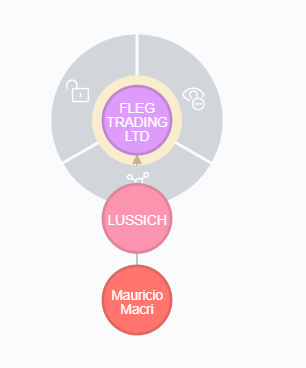 FLEG
TRADING
LTD
LUSSICH
Mauricio
Macri